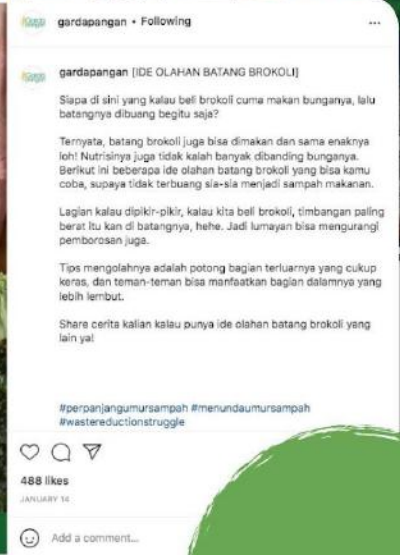 gardapangan • Following
gardapangan [IDE OLAHAN BATANG BROKOLI]
Siapa di sini yang kalau beli brokoli cuma makan bunganya, lalu
batangnya dibuang begitu saja?
Ternyata, batang brokoli juga bisa dimakan dan sama enaknya
loh! Nutrisinya juga tidak kalah banyak dibanding bunganya.
Berikut ini beberapa ide olahan batang brokoli yang bisa kamu
coba, supaya tidak terbuang sia-sia menjadi sampah makanan.
Lagian kalau dipikir-pikir, kalau kita beli brokoli, timbangan paling
berat itu kan di batangnya, hehe. Jadi lumayan bisa mengurangi
pemborosan juga.
Tips mengolahnya adalah potong bagian terluarnya yang cukup
keras, dan teman-teman bisa manfaatkan bagian dalamnya yang
lebih lembut.
Share cerita kalian kalau punya ide olahan batang brokoli yang
lain ya!
#perpanjangumursampah #menundaumursampah
#wastereductionstruggle
488 likes
JANUARY 14
Add a comment...